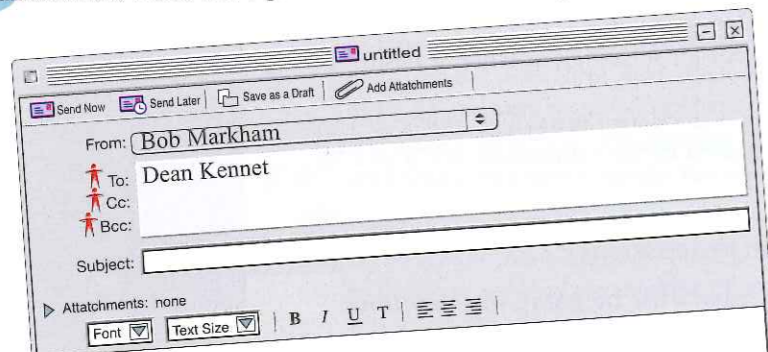 untitled
Send Now Send Later Save as a Draft Add Attatchments
From: Bob Markham
To: Dean Kennet
Cc:
Bcc:
Subject:
Attatchments: none
Font Text Size B I U T